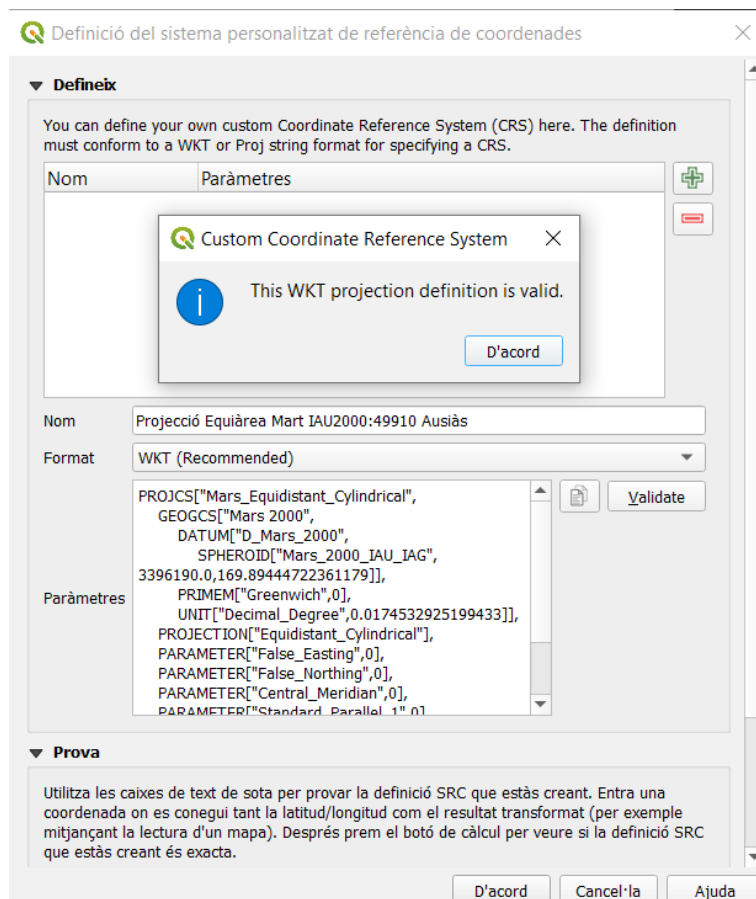 Definició del sistema personalitzat de referència de coordenades
Defineix
You can define your own custom Coordinate Reference System (CRS) here. The definition
must conform to a WKT or Proj string format for specifying a CRS.
Nom Paràmetres
Custom Coordinate Reference System
This WKT projection definition is valid.
D'acord
Nom Projecció Equiàrea Mart IAU2000:49910 Ausiàs
Format WKT (Recommended)
Paràmetres
PROJCS["Mars_Equidistant_Cylindrical",
GEOGCS["Mars 2000",
DATUM["D_Mars_2000",
SPHEROID["Mars_2000_IAU_IAG",
3396190.0,169.89444722361179]],
PRIMEM["Greenwich",0],
UNIT["Decimal_Degree",0.0174532925199433]],
PROJECTION["Equidistant_Cylindrical"],
PARAMETER["False_Easting",0],
PARAMETER["False_Northing",0],
PARAMETER["Central_Meridian",0],
PARAMETER["Standard_Parallel_1",0]
Validate
Prova
Utilitza les caixes de text de sota per provar la definició SRC que estàs creant. Entra una
coordenada on es conegui tant la latitud/longitud com el resultat transformat (per exemple
mitjançant la lectura d'un mapa). Després prem el botó de càlcul per veure si la definició SRC
que estàs creant és exacta.
D'acord Cancel·la Ajuda